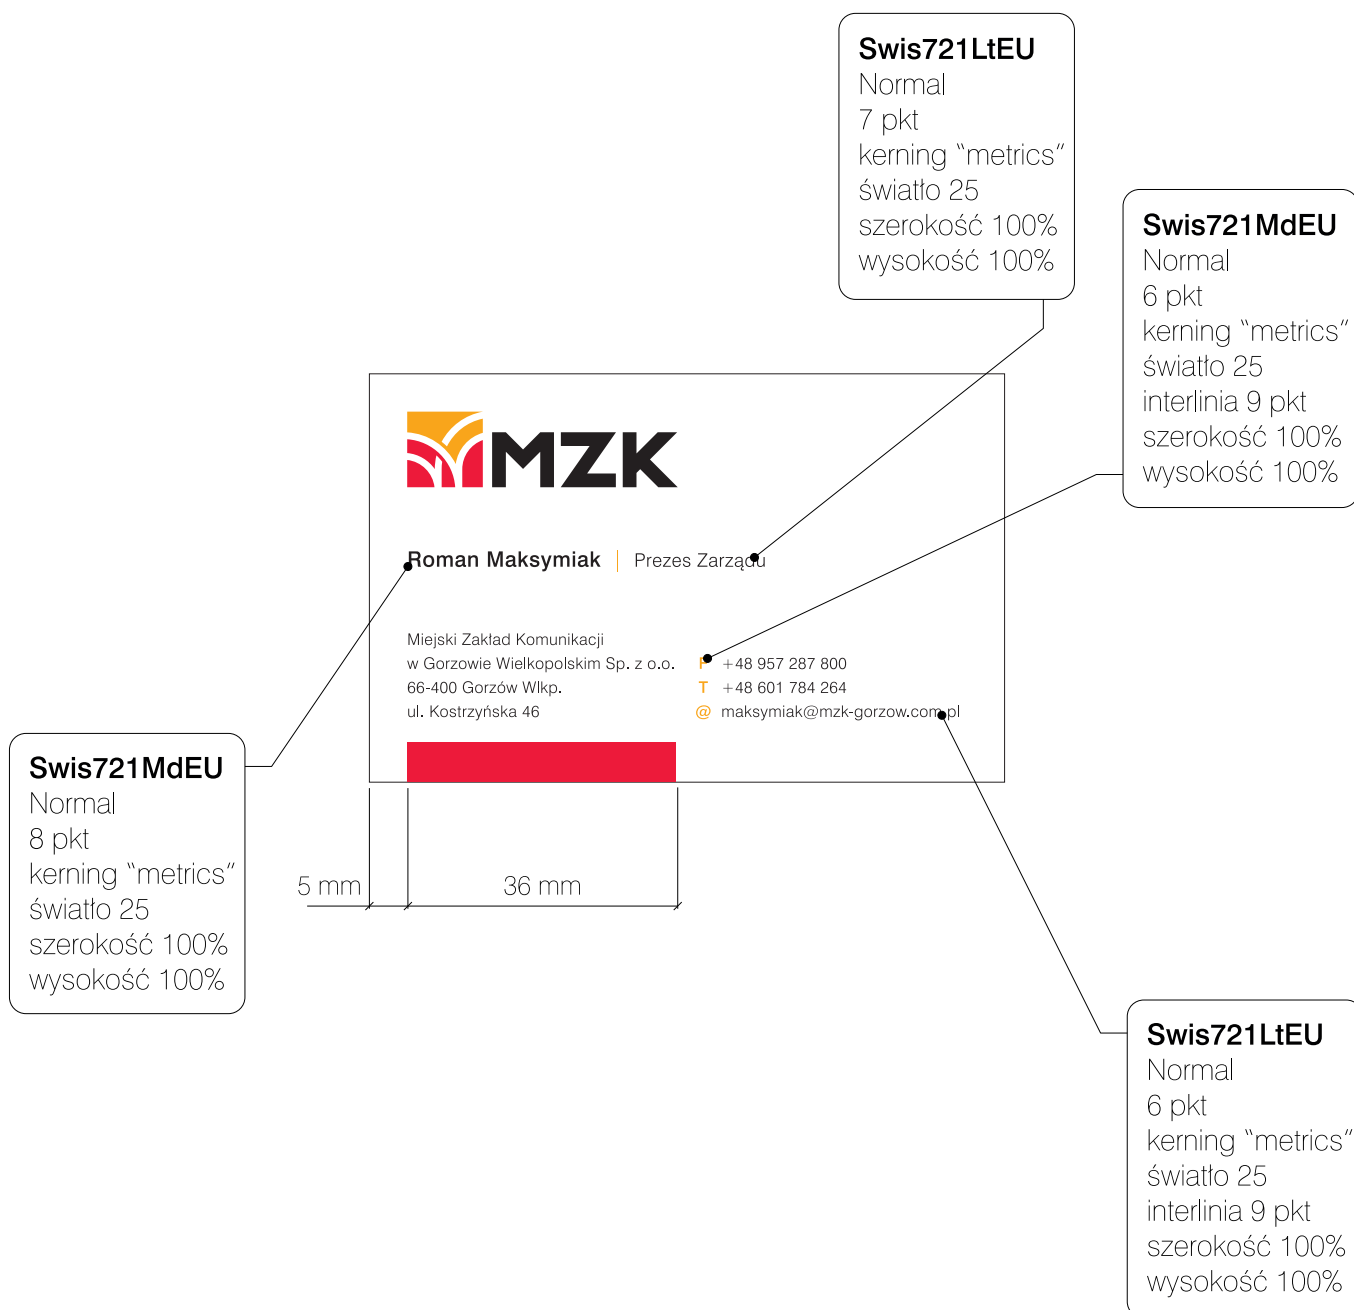 Swis721LtEU
Normal
7 pkt
kerning “metrics”
światło 25
szerokość 100%
wysokość 100%
Swis721MdEU
Normal
6 pkt
kerning “metrics”
światło 25
interlinia 9 pkt
szerokość 100%
wysokość 100%
MZK
Roman Maksymiak | Prezes Zarządu
Miejski Zakład Komunikacji
w Gorzowie Wielkopolskim Sp. z o.o.
66-400 Gorzów Wlkp.
ul. Kostrzyńska 46
F +48 957 287 800
T +48 601 784 264
@ maksymiak@mzk-gorzow.com.pl
Swis721MdEU
Normal
8 pkt
kerning “metrics”
światło 25
szerokość 100%
wysokość 100%
5 mm
36 mm
Swis721LtEU
Normal
6 pkt
kerning “metrics”
światło 25
interlinia 9 pkt
szerokość 100%
wysokość 100%